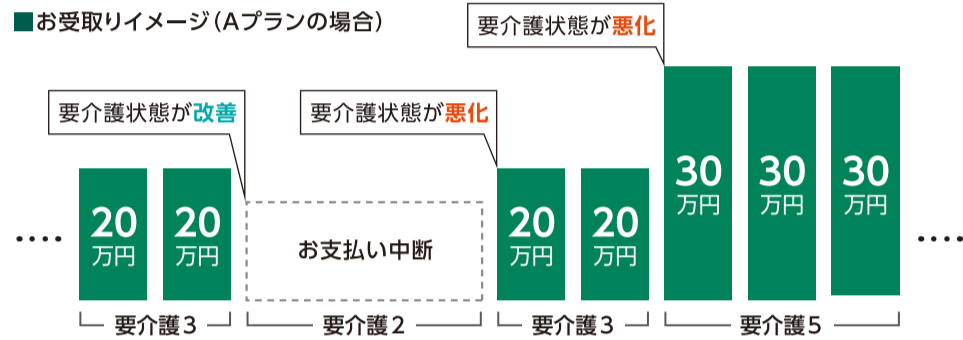 ■お受取りイメージ(Aプランの場合)
要介護状態が悪化
要介護状態が改善
要介護状態が悪化
‥‥
20
万円
20
万円
お支払い中断
20
万円
20
万円
30
万円
30
万円
30
万円
‥‥
要介護3
要介護2
要介護3
要介護5